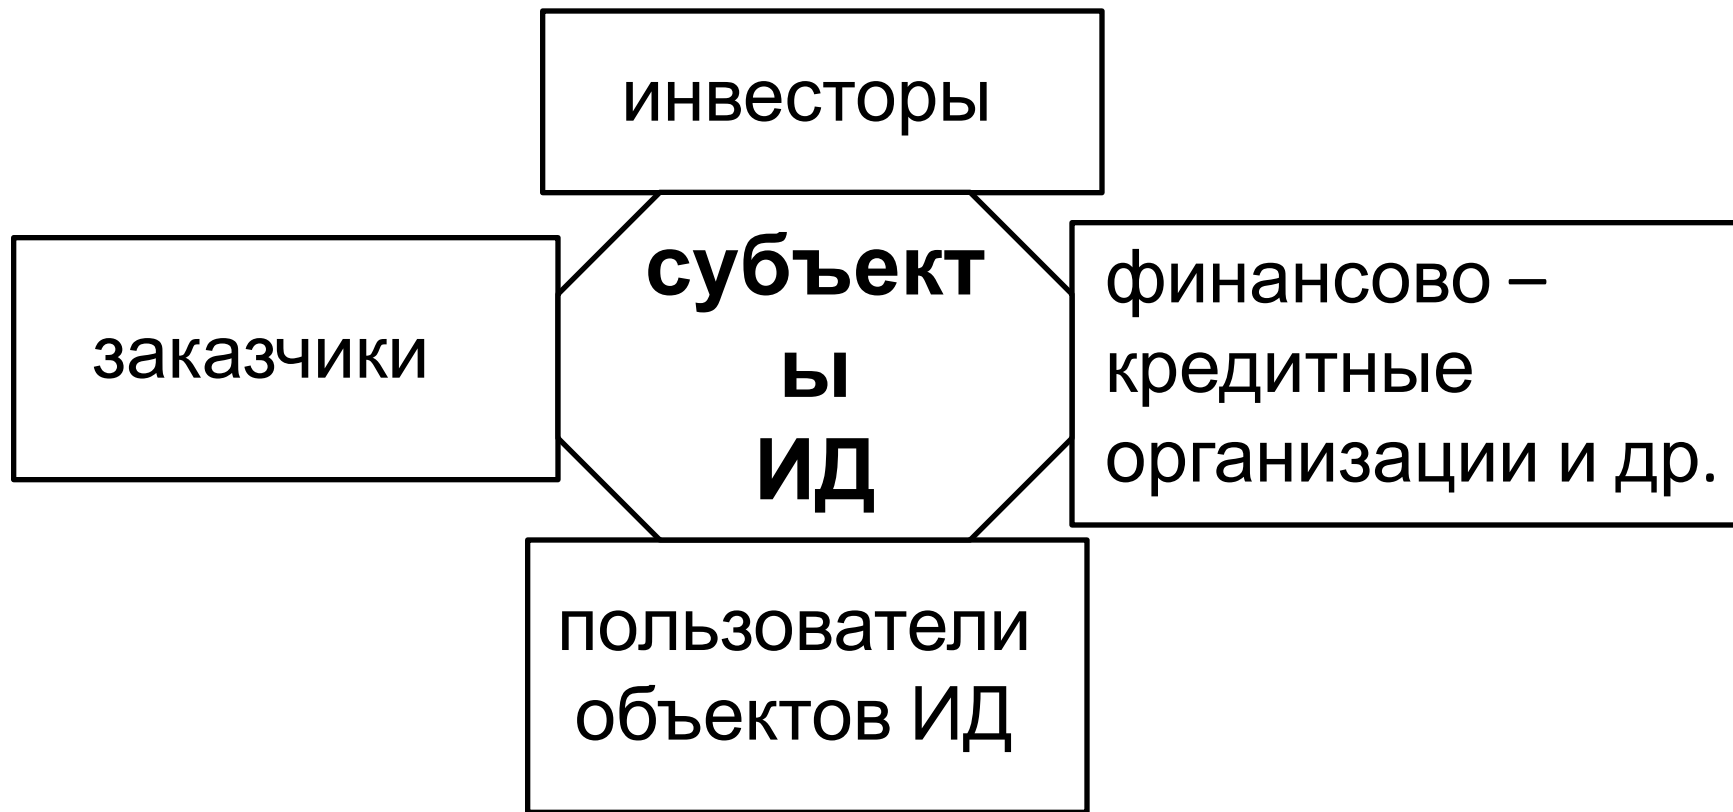 инвесторы
заказчики
субъект
ы
ИД
финансово –
кредитные
организации и др.
пользователи
объектов ИД